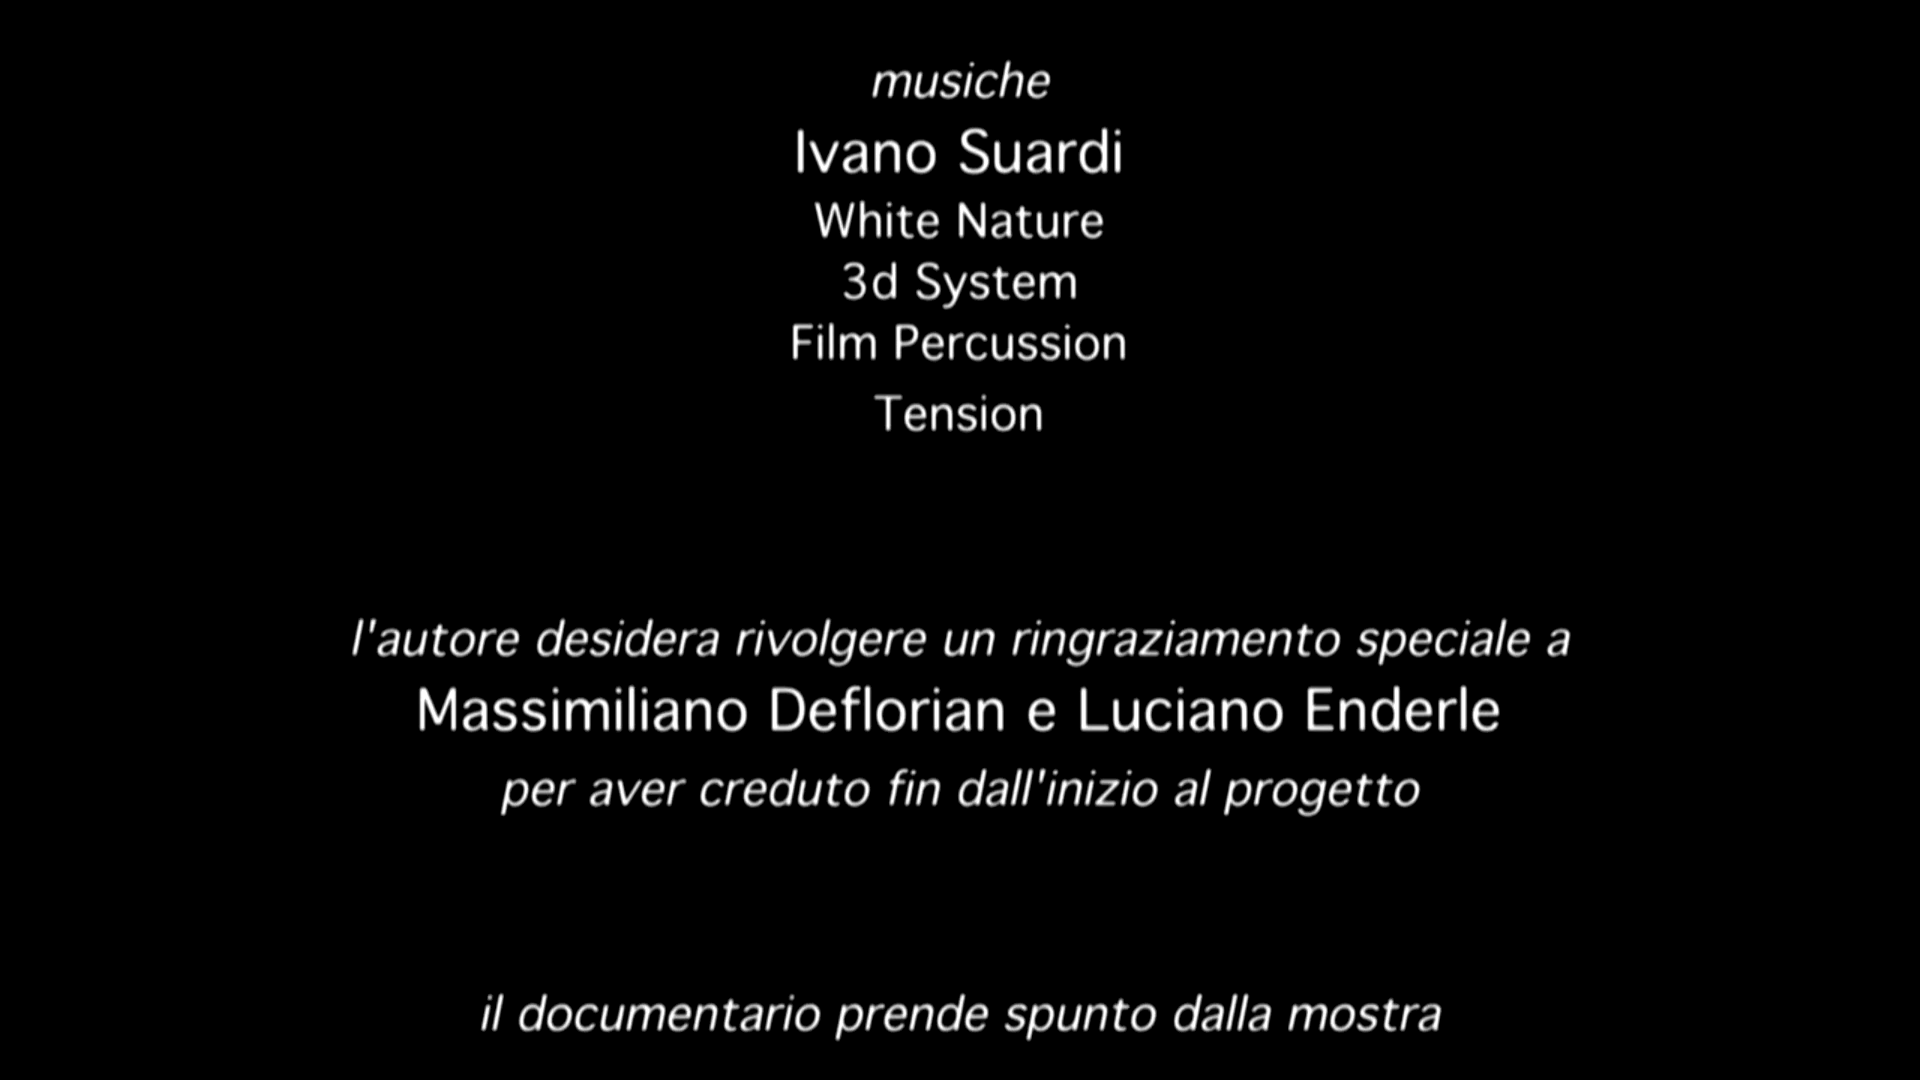 musiche
Ivano Suardi
White Nature
3d System
Film Percussion
Tension
l'autore desidera rivolgere un ringraziamento speciale a
Massimiliano Deflorian e Luciano Enderle
per aver creduto fin dall'inizio al progetto
il documentario prende spunto dalla mostra